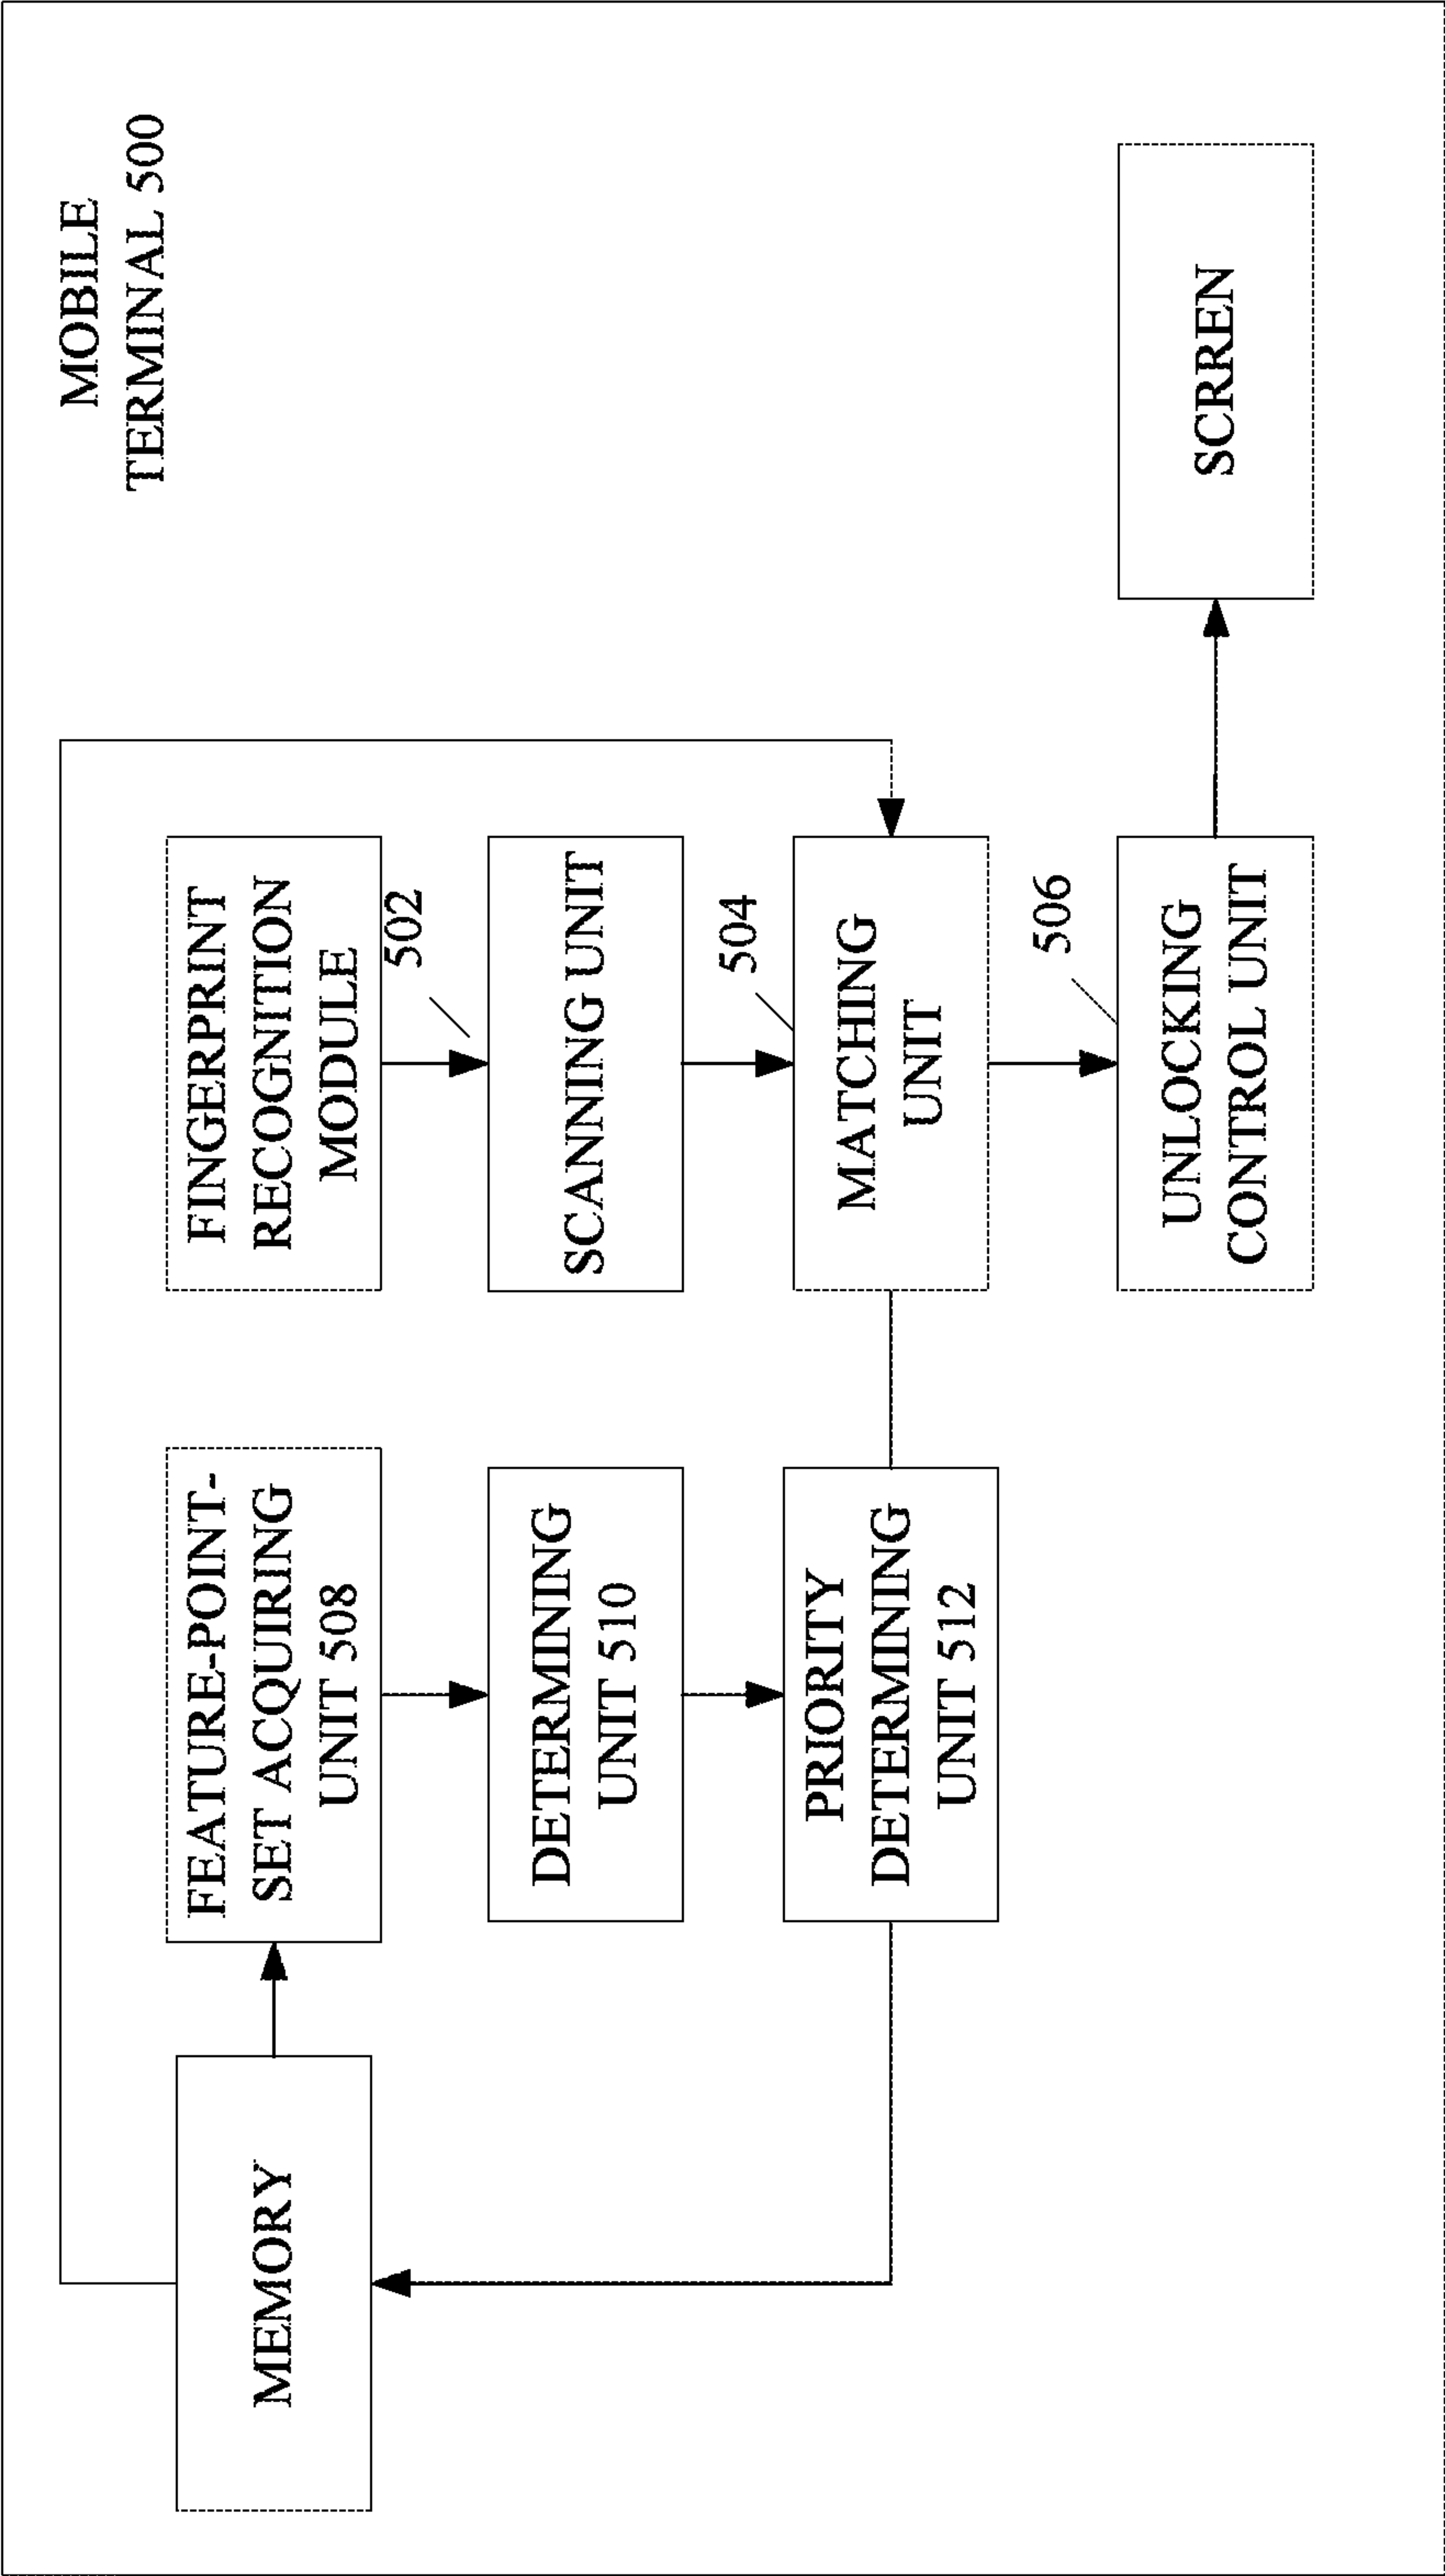 MOBILE
TERMINAL 500
MEMORY
FEATURE-POINT-
SET ACQUIRING
UNIT 508
FINGERPRINT
RECOGNITION
MODULE
502
DETERMINING
UNIT 510
SCANNING UNIT
504
PRIORITY
DETERMINING
UNIT 512
MATCHING
UNIT
506
UNLOCKING
CONTROL UNIT
SCRREN